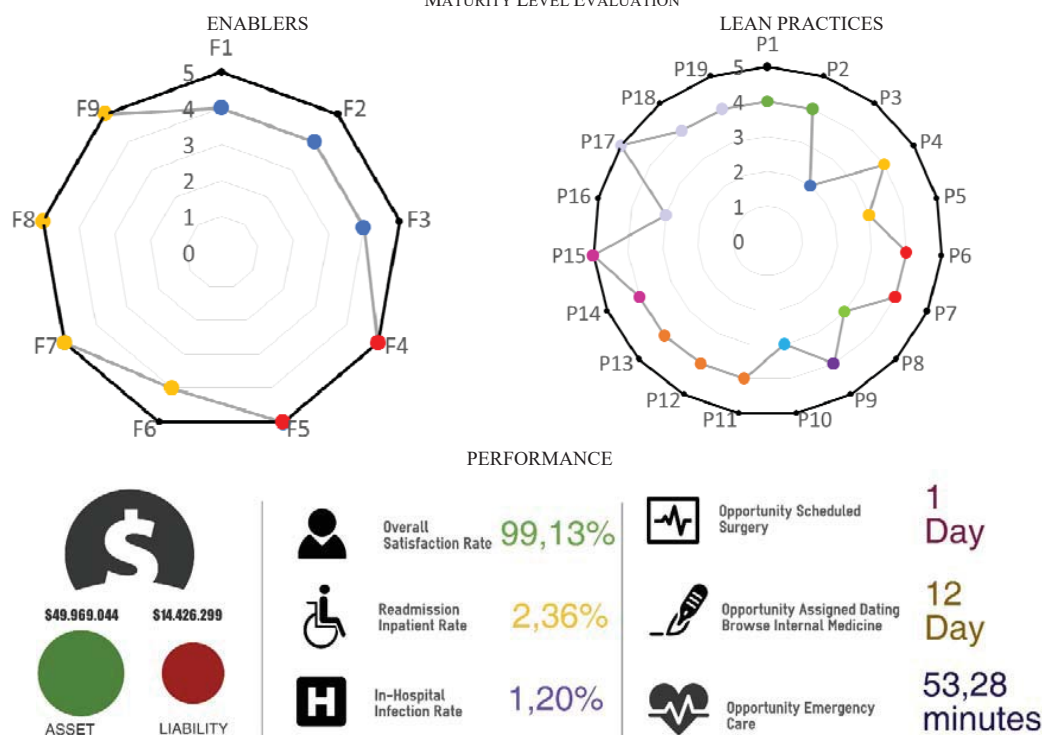 MATURITY LEVEL EVALUATION
ENABLERS
F1
5
4
3
2
1
0
F2
F3
F4
F5
F6
F7
F8
F9
LEAN PRACTICES
P1
5
4
3
2
1
0
P2
P3
P4
P5
P6
P7
P8
P9
P10
P11
P12
P13
P14
P15
P16
P17
P18
P19
PERFORMANCE
$
$49.969.044 $14.426.299
ASSET LIABILITY
Overall
Satisfaction Rate 99,13%
Readmission
Inpatient Rate 2,36%
H
In-Hospital
Infection Rate 1,20%
Opportunity Scheduled
Surgery
1
Day
Opportunity Assigned Dating
Browse Internal Medicine
12
Day
Opportunity Emergency
Care
53,28
minutes